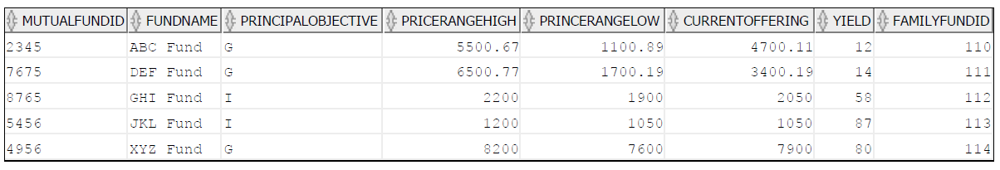 MUTUALFUNDID FUNDNAME PRINCIPALOBJECTIVE PRICERANGEHIGH PRINCERANGELOW CURRENTOFFERING YIELD FAMILYFUNDID
2345 ABC Fund G 5500.67 1100.89 4700.11 12 110
7675 DEF Fund G 6500.77 1700.19 3400.19 14 111
8765 GHI Fund I 2200 1900 2050 58 112
5456 JKL Fund I 1200 1050 1050 87 113
4956 XYZ Fund G 8200 7600 7900 80 114